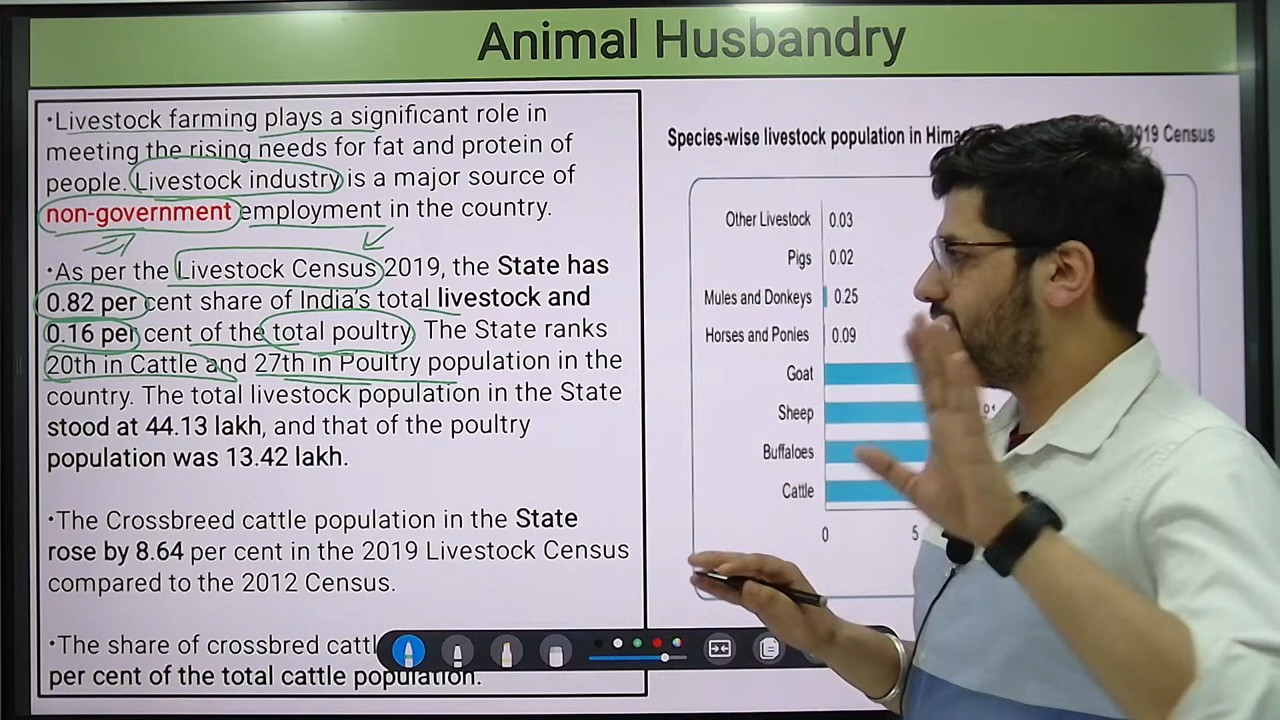 Animal Husbandry
•Livestock farming plays a significant role in
meeting the rising needs for fat and protein of
people. Livestock industry is a major source of
non-government employment in the country.
•As per the Livestock Census 2019, the State has
0.82 per cent share of India's total livestock and
0.16 per cent of the total poultry. The State ranks
20th in Cattle and 27th in Poultry population in the
country. The total livestock population in the State
stood at 44.13 lakh, and that of the poultry
population was 13.42 lakh.
•The Crossbreed cattle population in the State
rose by 8.64 per cent in the 2019 Livestock Census
compared to the 2012 Census.
•The share of crossbred
per cent of the total cattle population.
Species-wise livestock population in 2019 Census
Other Livestock 0.03
Pigs 0.02
Mules and Donkeys 0.25
Horses and Ponies 0.09
Goat
Sheep
Buffaloes
Cattle
0 5